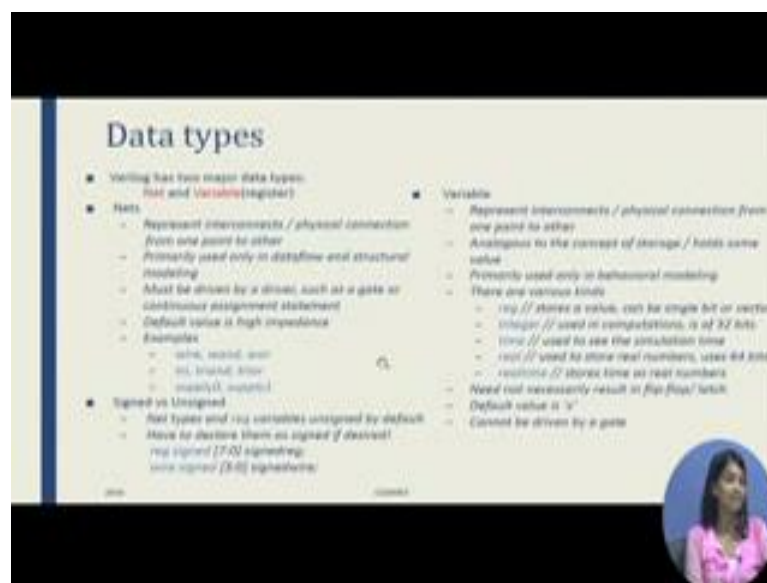 Data types
■ Verilog has two major data types:
Net and Variable(register)
■ Nets
– Represent interconnects / physical connection
from one point to other
– Primarily used only in dataflow and structural
modeling
– Must be driven by a driver, such as a gate or
continuous assignment statement
– Default value is high impedance
– Examples
– wire, wand, wor
– tri, triand, trior
– supply0, supply1
■ Signed vs Unsigned
– Net types and reg variables unsigned by default
– Have to declare them as signed if desired!
reg signed [7:0] signedreg;
wire signed [3:0] signedwire;
■ Variable
– Represent interconnects / physical connection from
one point to other
– Analogous to the concept of storage / holds some
value
– Primarily used only in behavioral modeling
– There are various kinds
– reg // stores a value, can be single bit or vecto
– integer // used in computations, is of 32 bits
– time // used to see the simulation time
– real // used to store real numbers, uses 64 bits
– realtime // stores time as real numbers
– Need not necessarily result in flip flop/ latch
– Default value is 'x'
– Cannot be driven by a gate